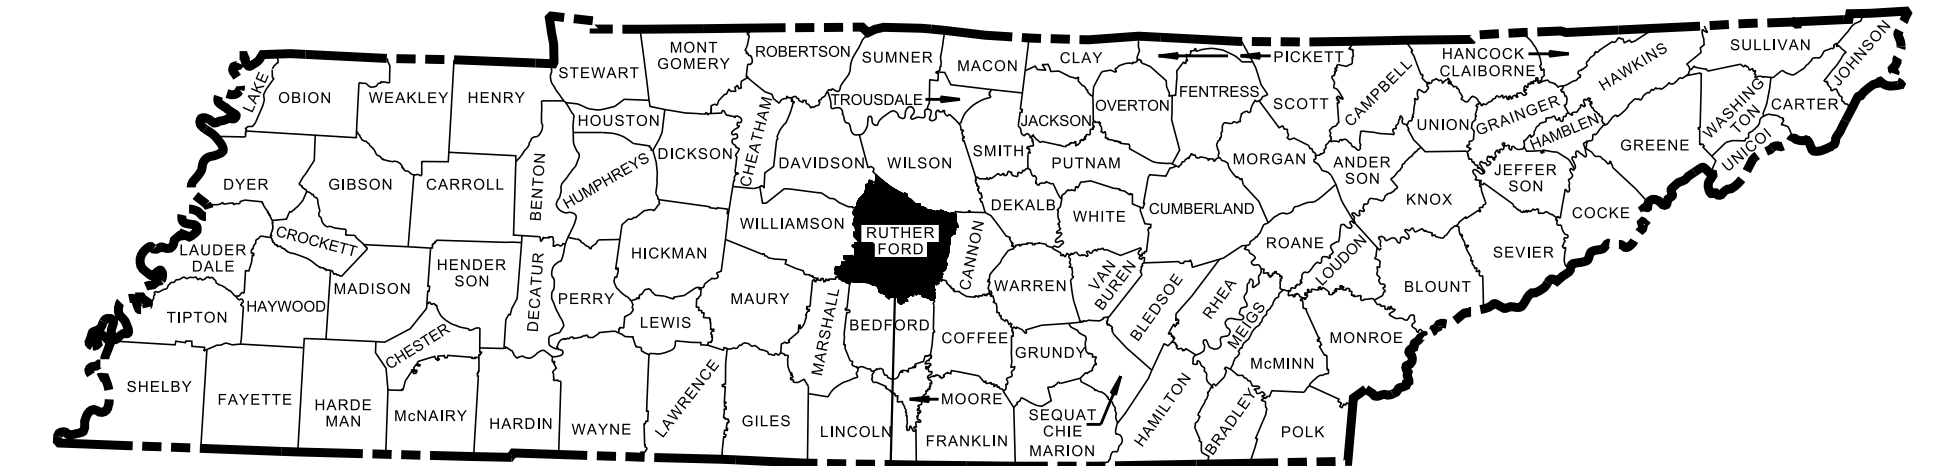 MONT
GOMERY
ROBERTSON
SUMNER
MACON
CLAY
PICKETT
HANCOCK
CLAIBORNE
HAWKINS
SULLIVAN
JOHNSON
LAKE
OBION
WEAKLEY
HENRY
STEWART
HOUSTON
TROUSDALE
JACKSON
OVERTON
FENTRESS
SCOTT
CAMPBELL
UNION
GRAINGER
HAMBLEN
WASHING
TON
CARTER
UNICOI
GREENE
DYER
GIBSON
CARROLL
BENTON
HUMPHREYS
DICKSON
CHEATHAM
DAVIDSON
WILSON
SMITH
PUTNAM
MORGAN
ANDER
SON
KNOX
JEFFER
SON
COCKE
LAUDER
DALE
CROCKETT
WILLIAMSON
RUTHER
FORD
CANNON
DEKALB
WHITE
CUMBERLAND
ROANE
LOUDON
SEVIER
BLOUNT
TIPTON
HAYWOOD
MADISON
HENDER
SON
DECATUR
PERRY
HICKMAN
LEWIS
MAURY
MARSHALL
BEDFORD
COFFEE
WARREN
VAN
BUREN
BLEDSOE
RHEA
MEIGS
MONROE
CHESTER
GRUNDY
McMINN
SHELBY
FAYETTE
HARDE
MAN
McNAIRY
HARDIN
WAYNE
LAWRENCE
GILES
LINCOLN
MOORE
FRANKLIN
SEQUAT
CHIE
MARION
HAMILTON
BRADLEY
POLK